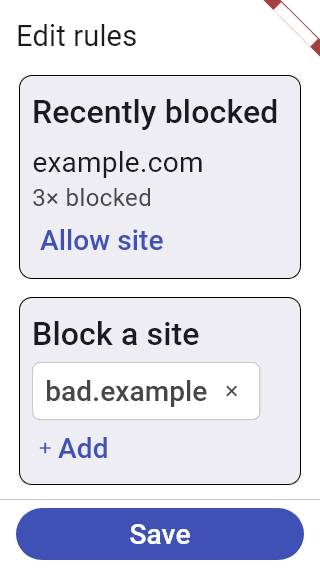 Edit rules
Recently blocked
example.com
3× blocked
Allow site
Block a site
bad.example ×
+ Add
Save